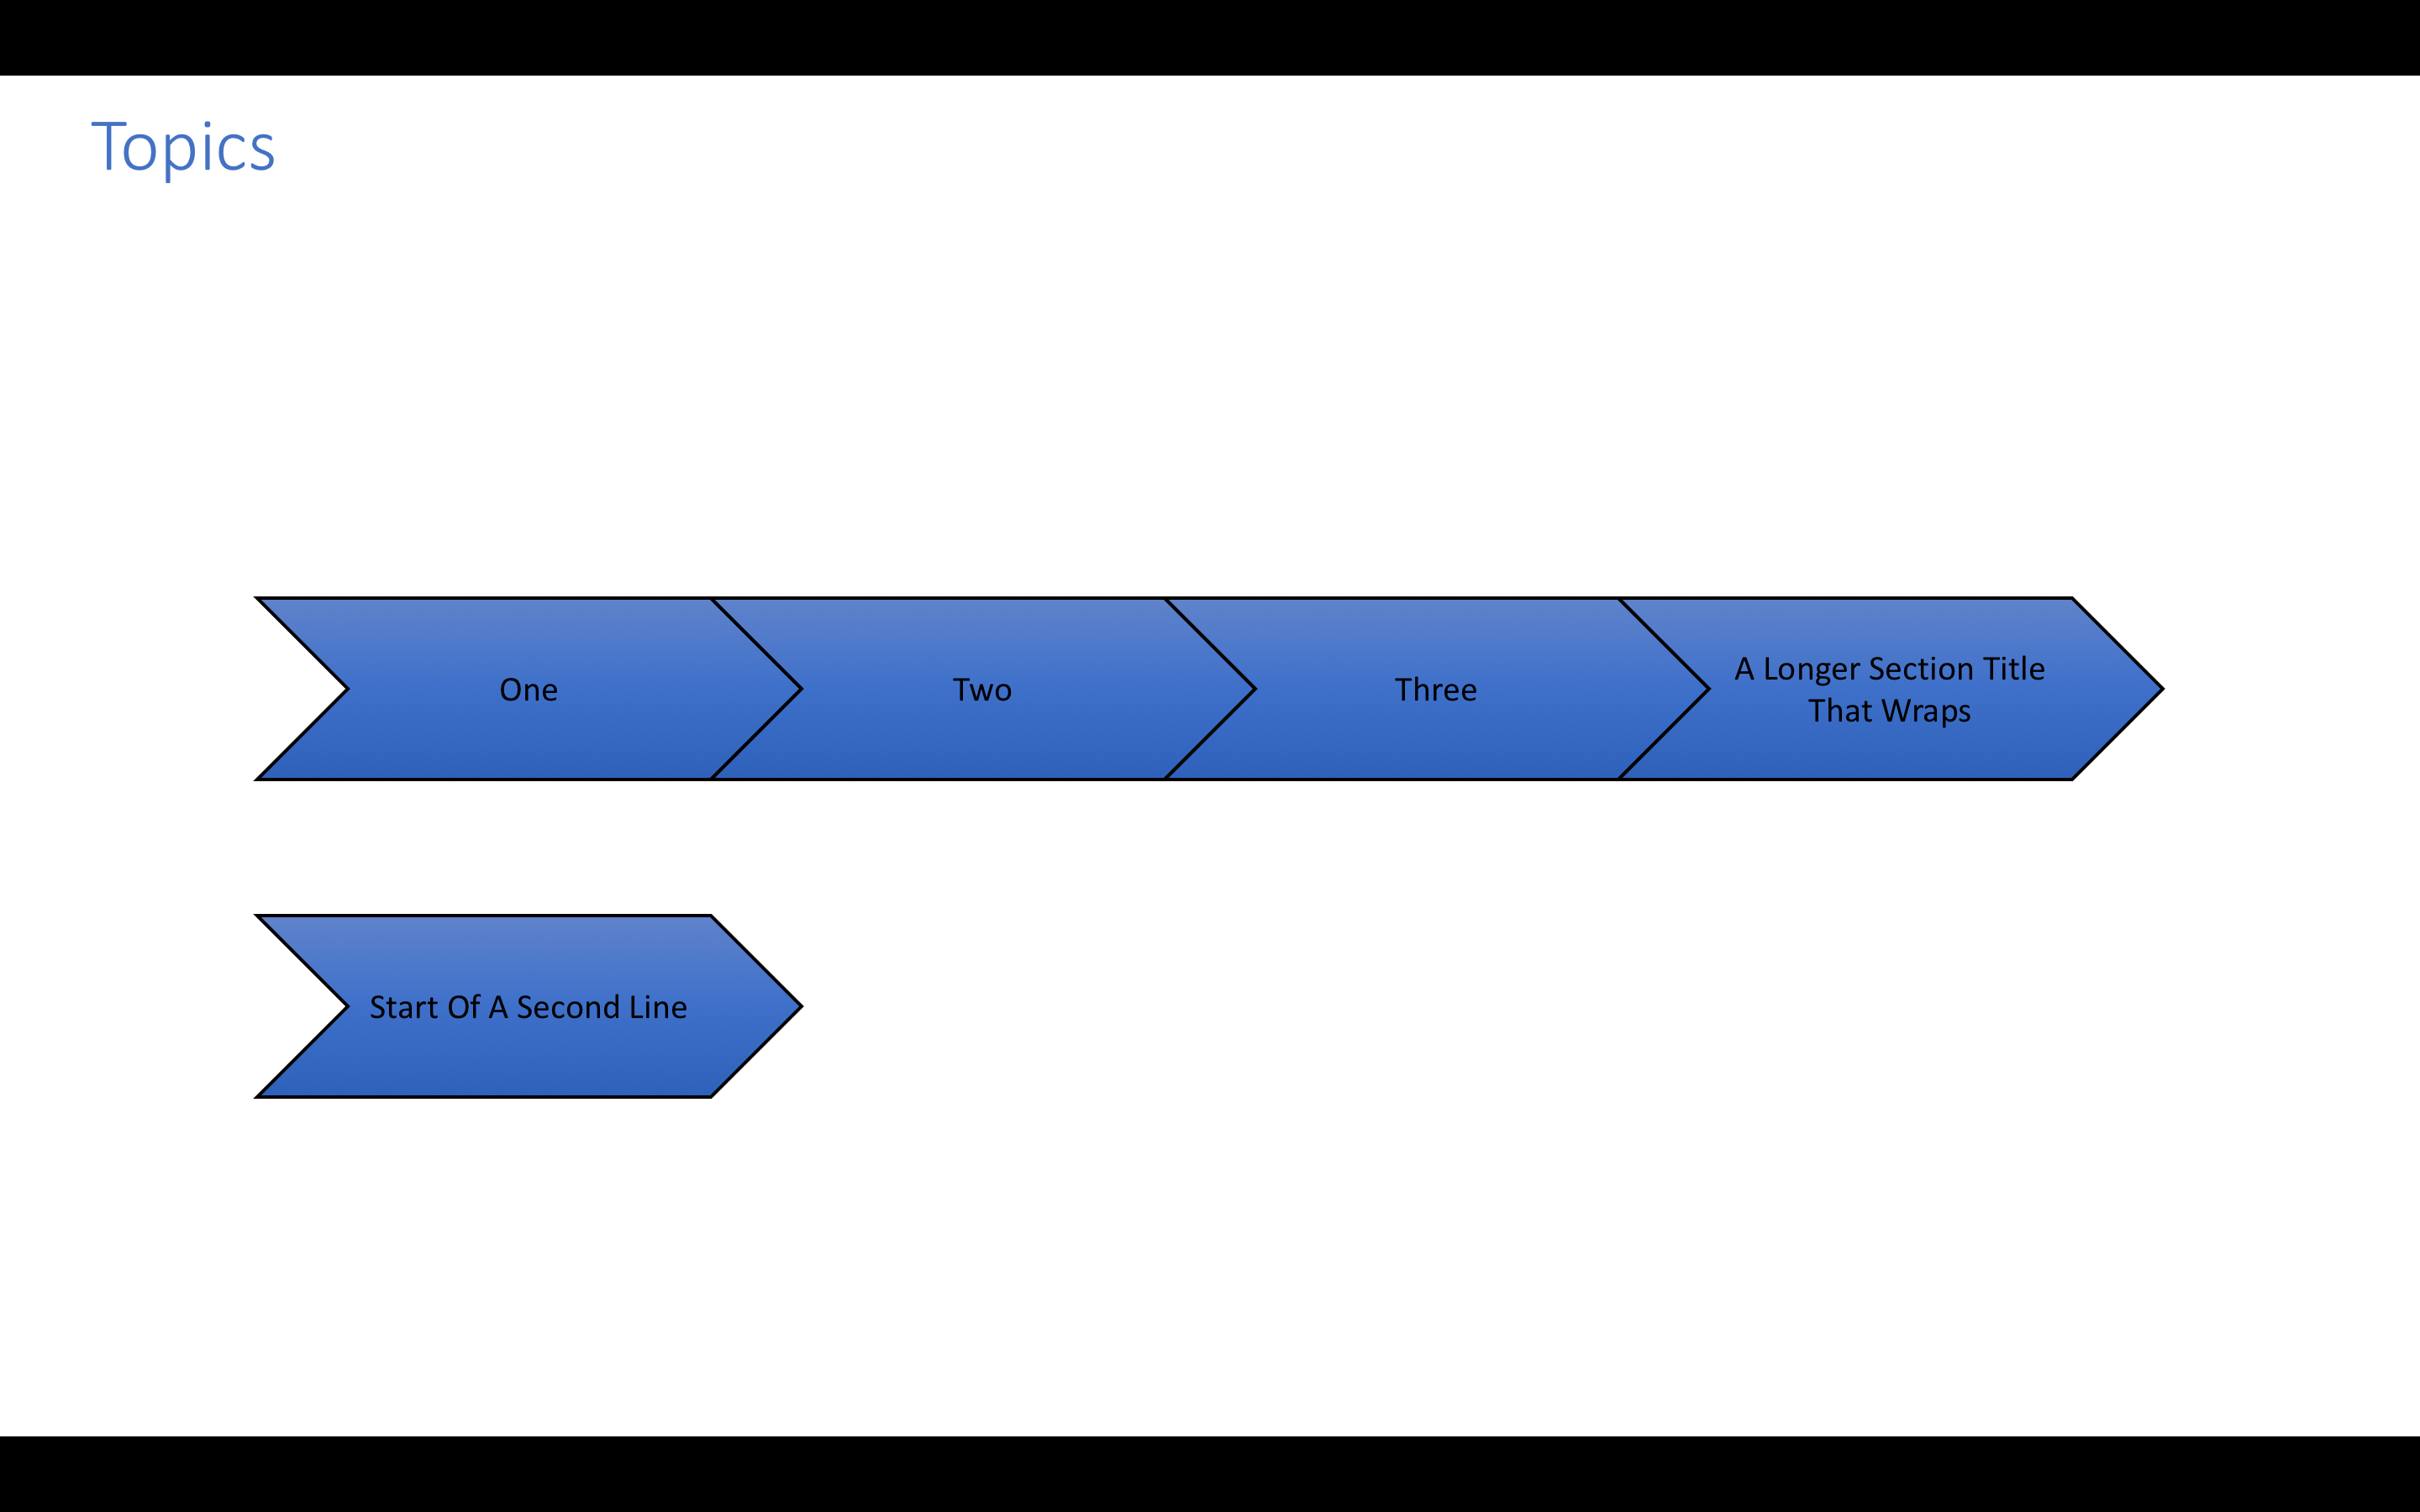 Topics
One
Two
Three
A Longer Section Title
That Wraps
Start Of A Second Line